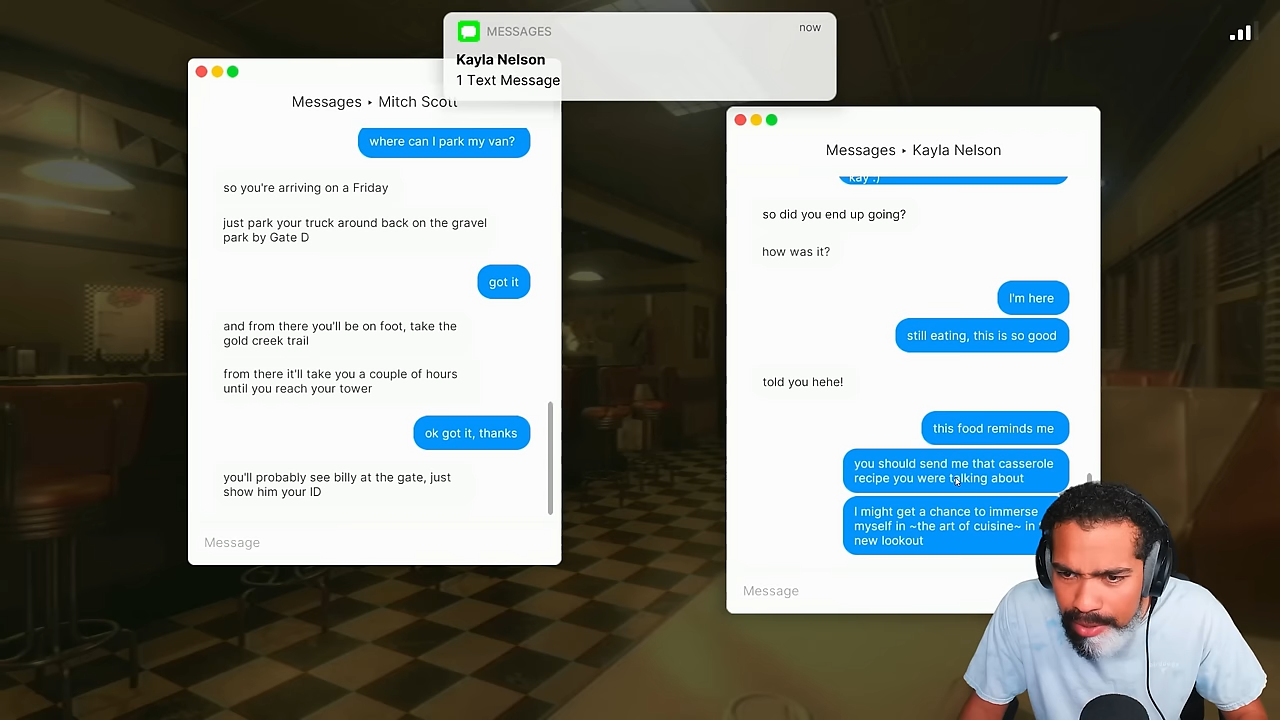 MESSAGES
now
Kayla Nelson
1 Text Message
Messages ‣ Mitch Scott
where can I park my van?
so you're arriving on a Friday
just park your truck around back on the gravel
park by Gate D
got it
and from there you'll be on foot, take the
gold creek trail
from there it'll take you a couple of hours
until you reach your tower
ok got it, thanks
you'll probably see billy at the gate, just
show him your ID
Message
Messages ‣ Kayla Nelson
kay :)
so did you end up going?
how was it?
I'm here
still eating, this is so good
told you hehe!
this food reminds me
you should send me that casserole
recipe you were talking about
I might get a chance to immerse
myself in ~the art of cuisine~ in
new lookout
Message